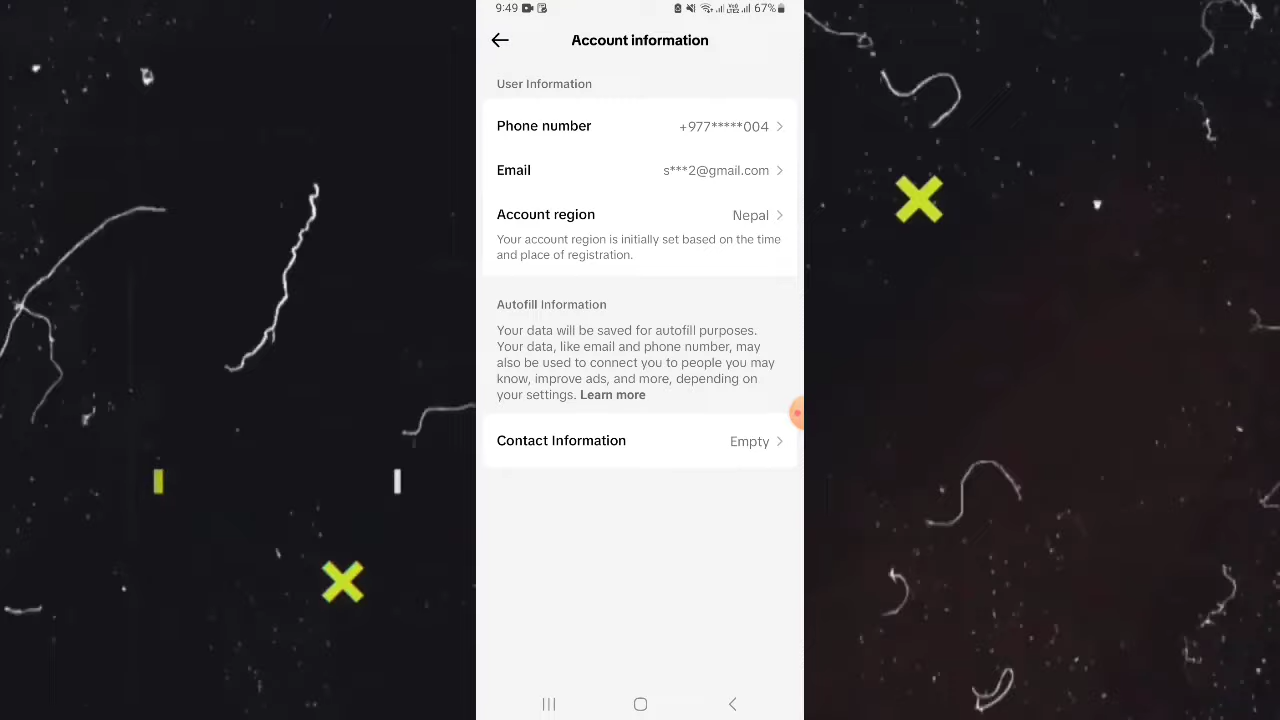 9:49
67%
Account information
User Information
Phone number
+977*****004
Email
s***2@gmail.com
Account region
Nepal
Your account region is initially set based on the time
and place of registration.
Autofill Information
Your data will be saved for autofill purposes.
Your data, like email and phone number, may
also be used to connect you to people you may
know, improve ads, and more, depending on
your settings. Learn more
Contact Information
Empty